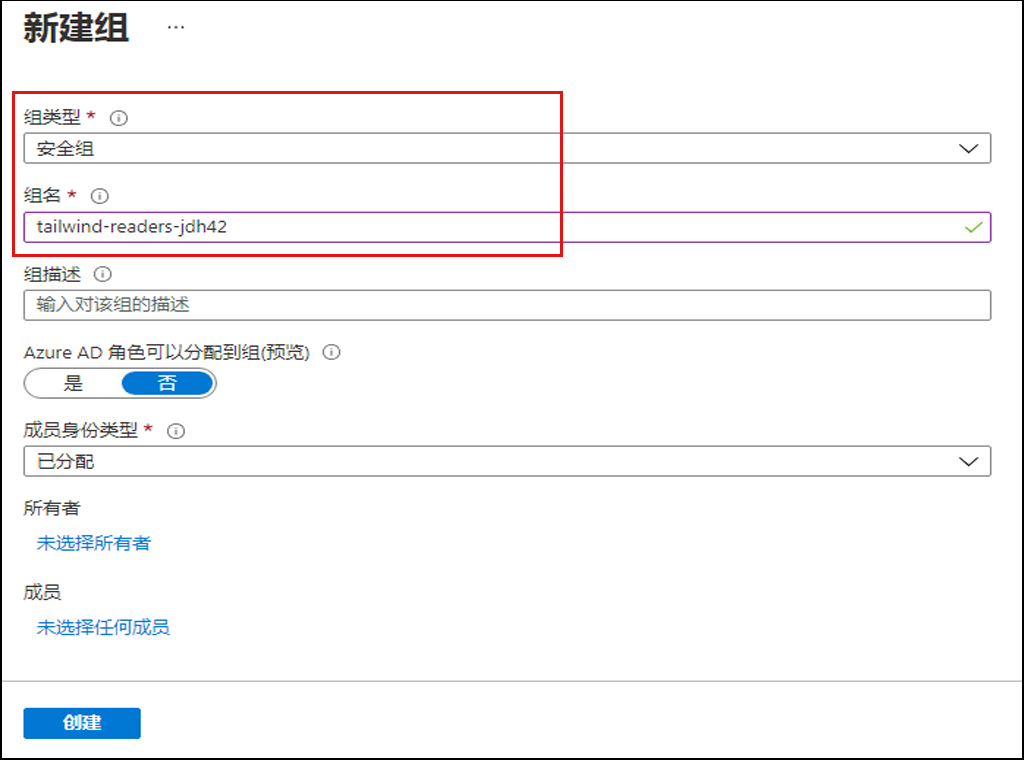 新建组 ...
组类型 *
安全组
组名 *
tailwind-readers-jdh42
组描述
输入对该组的描述
Azure AD 角色可以分配到组(预览)
是 否
成员身份类型 *
已分配
所有者
未选择所有者
成员
未选择任何成员
创建